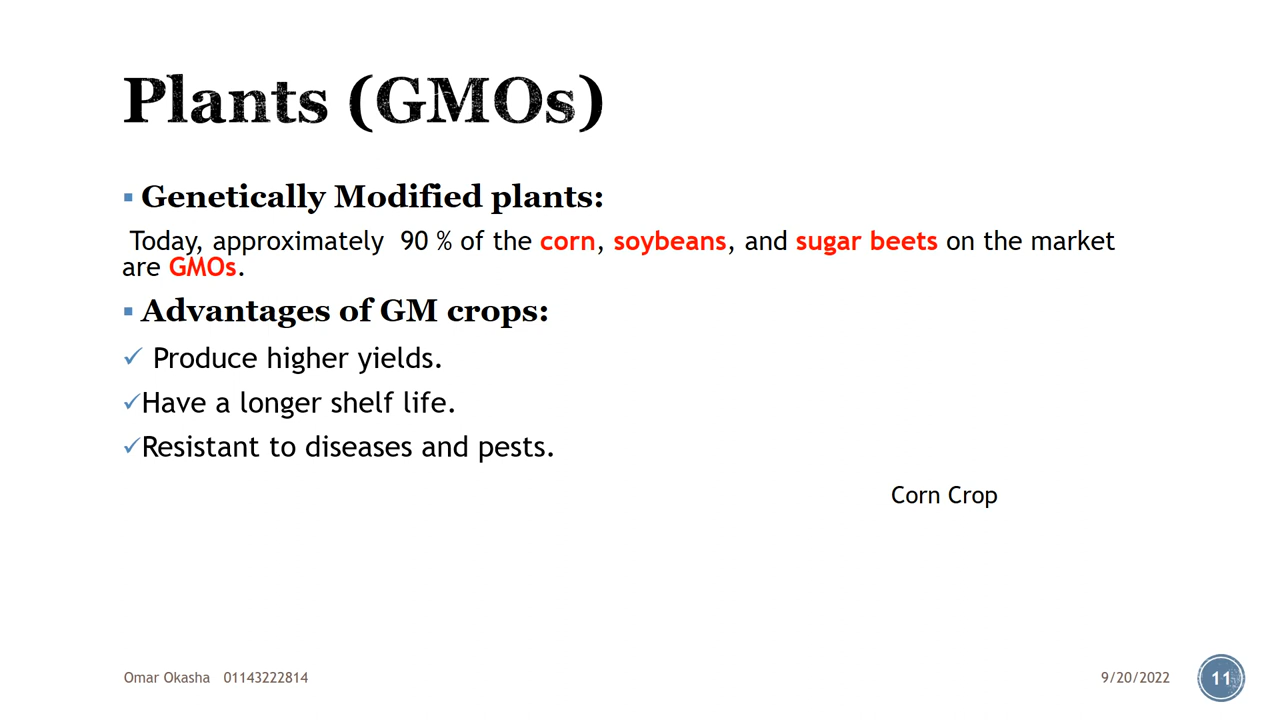 Plants (GMOs)
▪ Genetically Modified plants:
Today, approximately 90 % of the corn, soybeans, and sugar beets on the market
are GMOs.
▪ Advantages of GM crops:
✓ Produce higher yields.
✓Have a longer shelf life.
✓Resistant to diseases and pests.
Corn Crop
Omar Okasha 01143222814
9/20/2022
11